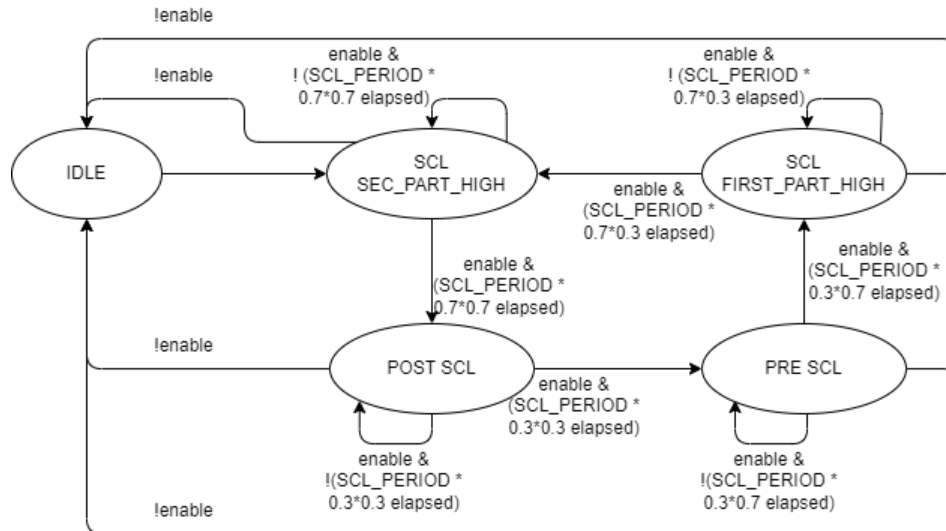 !enable
enable &
! (SCL_PERIOD *
0.7*0.7 elapsed)
enable &
! (SCL_PERIOD *
0.7*0.3 elapsed)
!enable
IDLE
SCL
SEC_PART_HIGH
SCL
FIRST_PART_HIGH
enable &
(SCL_PERIOD *
0.7*0.3 elapsed)
enable &
(SCL_PERIOD *
0.7*0.7 elapsed)
enable &
(SCL_PERIOD *
0.3*0.7 elapsed)
!enable
POST SCL
PRE SCL
enable &
(SCL_PERIOD *
0.3*0.3 elapsed)
enable &
!(SCL_PERIOD *
0.3*0.3 elapsed)
enable &
!(SCL_PERIOD *
0.3*0.7 elapsed)
!enable